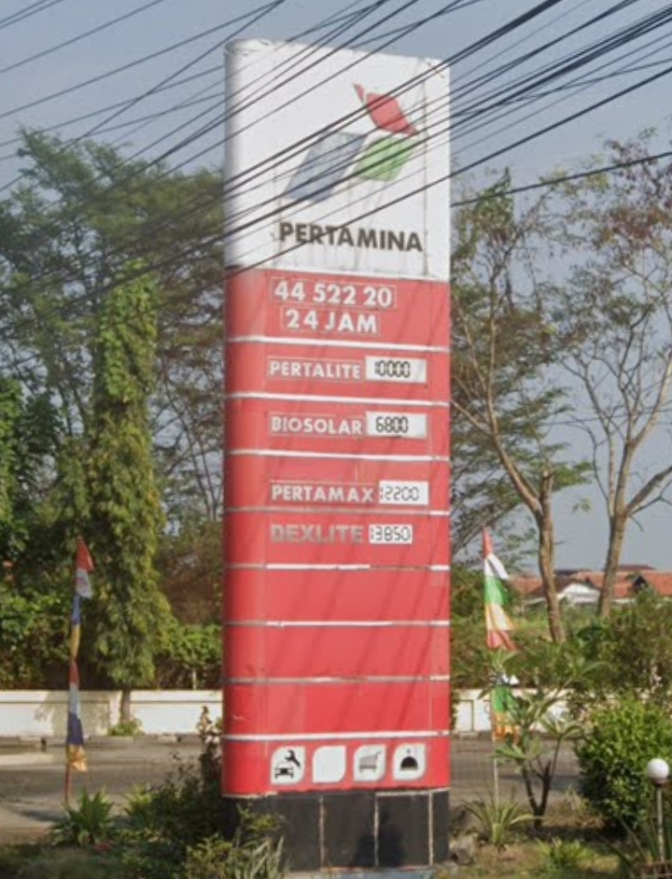 PERTAMINA
44 522 20
24 JAM
PERTALITE 10000
BIOSOLAR 6800
PERTAMAX 12200
DEXLITE 13850